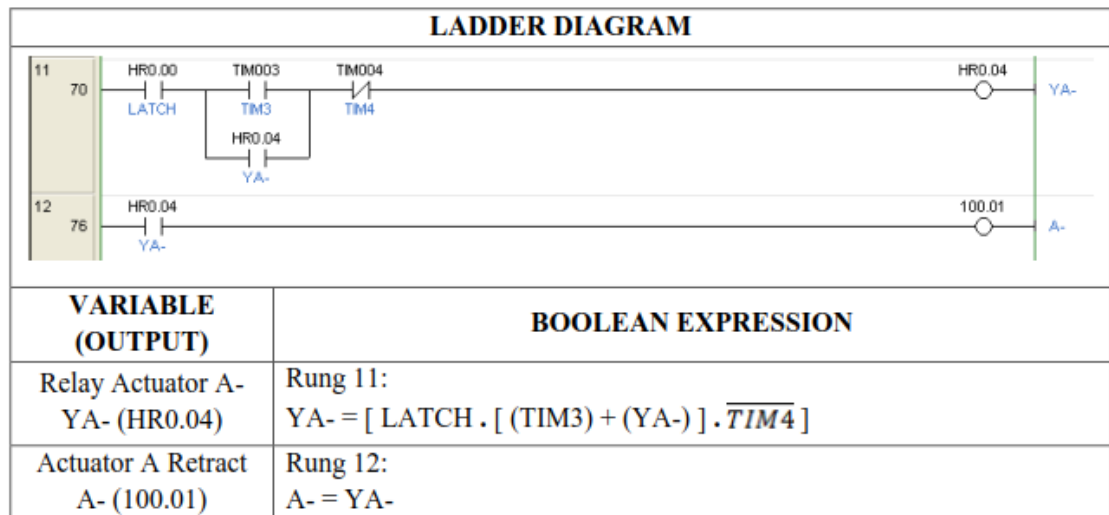 LADDER DIAGRAM
11
HR0.00 TIM003 TIM004 HR0.04
70
YA-
LATCH TIM3 TIM4
HR0.04
YA-
12
HR0.04 100.01
76
A-
YA-
VARIABLE
(OUTPUT)
BOOLEAN EXPRESSION
Relay Actuator A-
YA- (HR0.04)
Rung 11:
YA- = [ LATCH . [ (TIM3) + (YA-) ] . \overline{TIM4} ]
Actuator A Retract
A- (100.01)
Rung 12:
A- = YA-